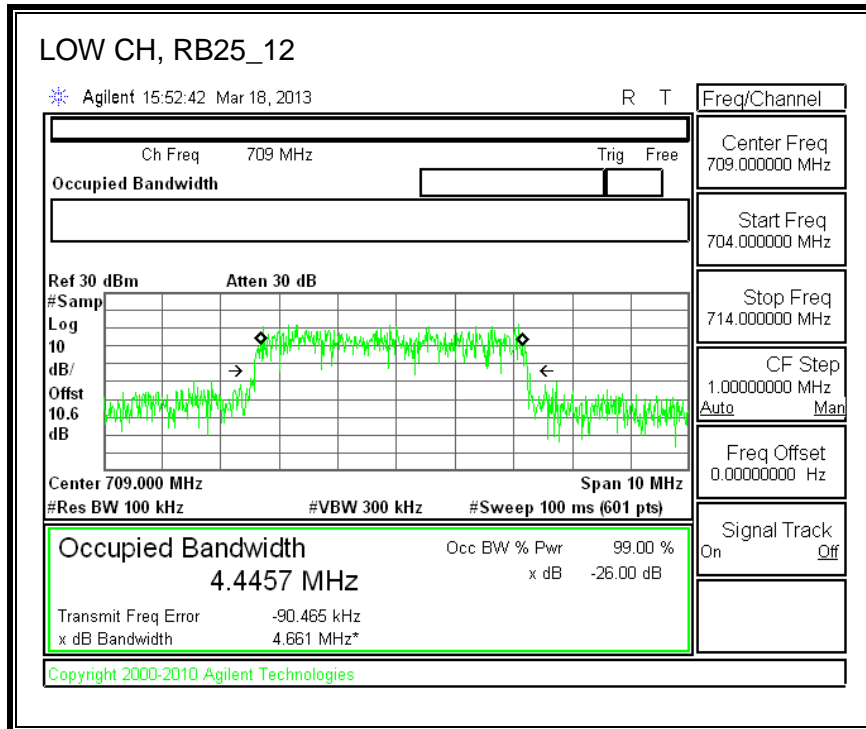 LOW CH, RB25_12
Agilent 15:52:42 Mar 18, 2013 R T
Ch Freq 709 MHz Trig Free
Occupied Bandwidth
Ref 30 dBm Atten 30 dB
#Samp
Log
10
dB/
Offst
10.6
dB
Center 709.000 MHz Span 10 MHz
#Res BW 100 kHz #VBW 300 kHz #Sweep 100 ms (601 pts)
Occupied Bandwidth Occ BW % Pwr 99.00 %
4.4457 MHz x dB -26.00 dB
Transmit Freq Error -90.465 kHz
x dB Bandwidth 4.661 MHz*
Copyright 2000-2010 Agilent Technologies
Freq/Channel
Center Freq
709.000000 MHz
Start Freq
704.000000 MHz
Stop Freq
714.000000 MHz
CF Step
1.00000000 MHz
Auto Man
Freq Offset
0.00000000 Hz
Signal Track
On Off